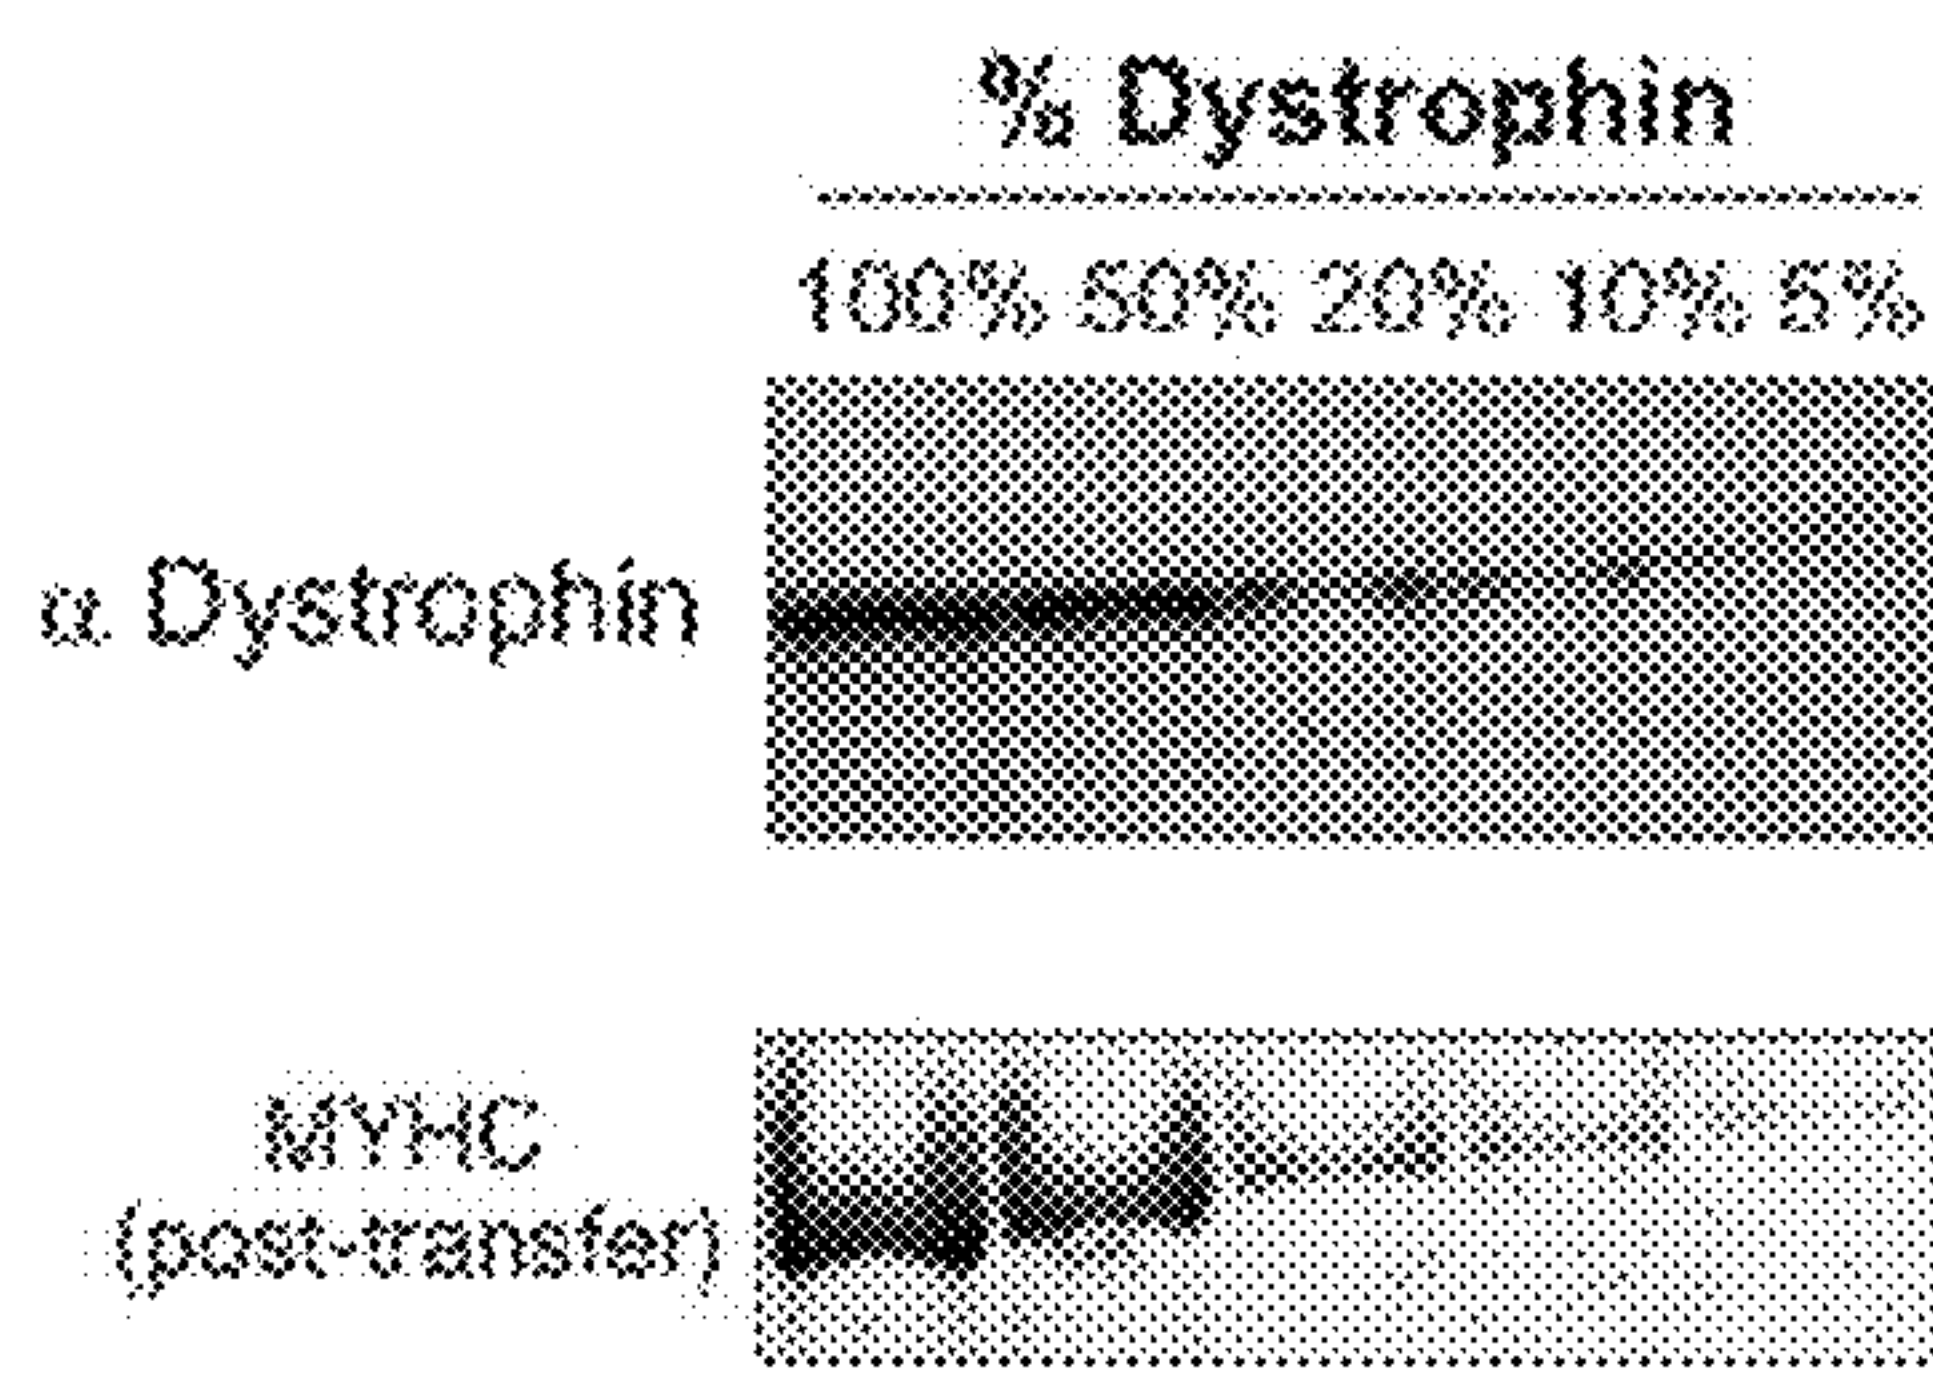 % Dystrophin
100% 50% 20% 10% 5%
α Dystrophin
MYHC
(post-transfer)